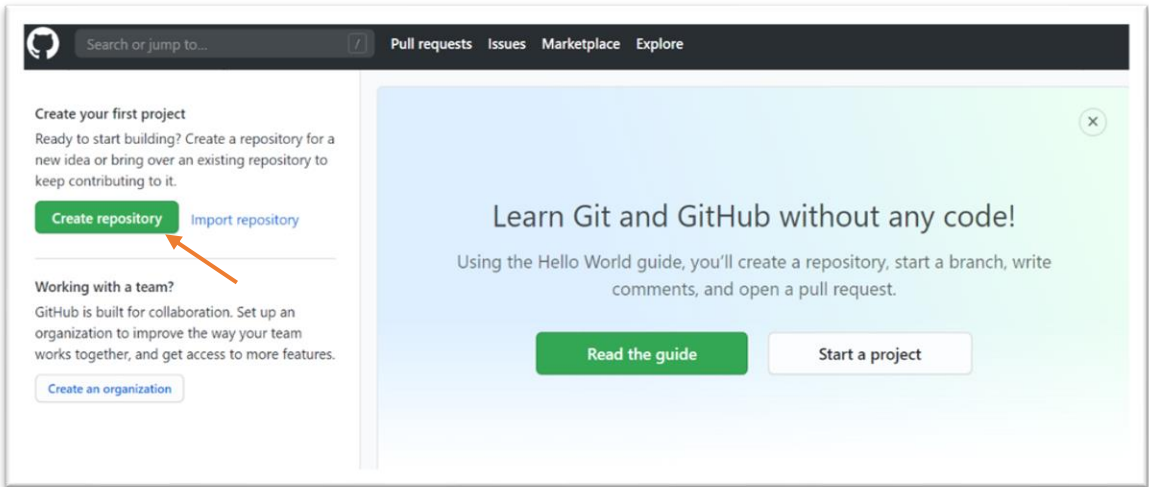 Search or jump to... /
Pull requests Issues Marketplace Explore
Create your first project
Ready to start building? Create a repository for a
new idea or bring over an existing repository to
keep contributing to it.
Create repository Import repository
Working with a team?
GitHub is built for collaboration. Set up an
organization to improve the way your team
works together, and get access to more features.
Create an organization
Learn Git and GitHub without any code!
Using the Hello World guide, you’ll create a repository, start a branch, write
comments, and open a pull request.
Read the guide Start a project